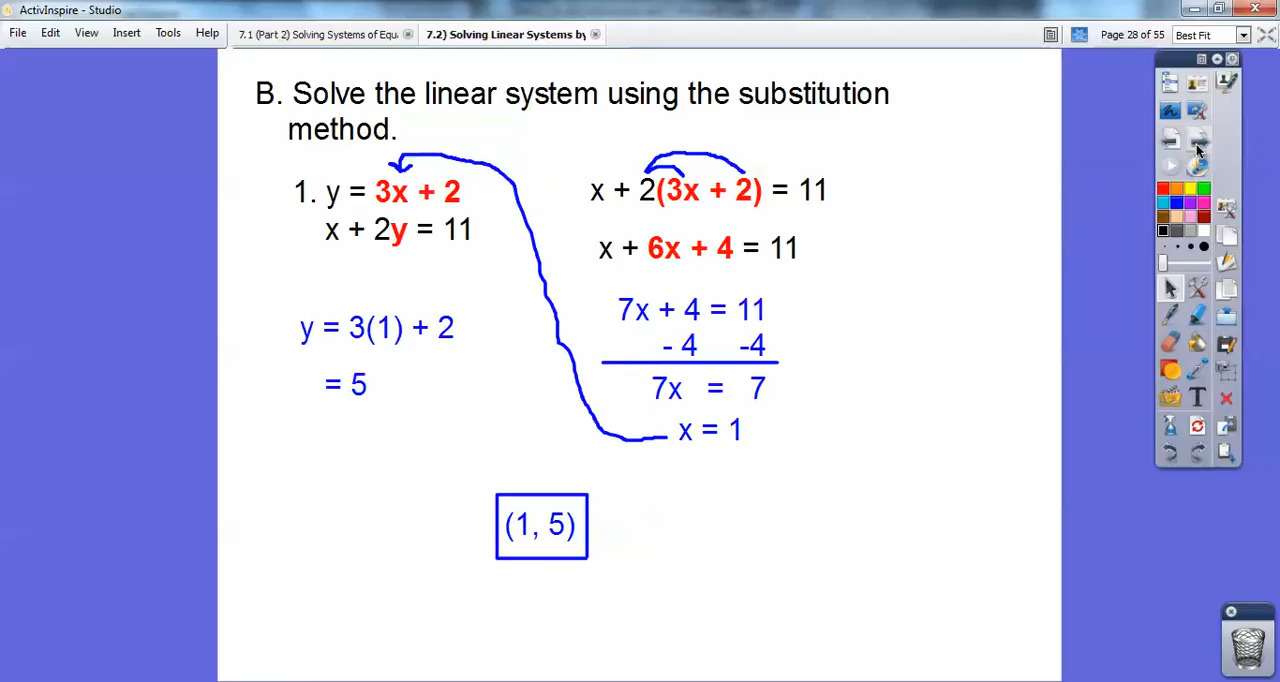 ActivInspire - Studio
File Edit View Insert Tools Help
7.1 (Part 2) Solving Systems of Equ
7.2) Solving Linear Systems by
Page 28 of 55
Best Fit
B. Solve the linear system using the substitution
method.
1. y = 3x + 2
x + 2y = 11
y = 3(1) + 2
= 5
x + 2(3x + 2) = 11
x + 6x + 4 = 11
7x + 4 = 11
- 4 -4
7x = 7
x = 1
(1, 5)